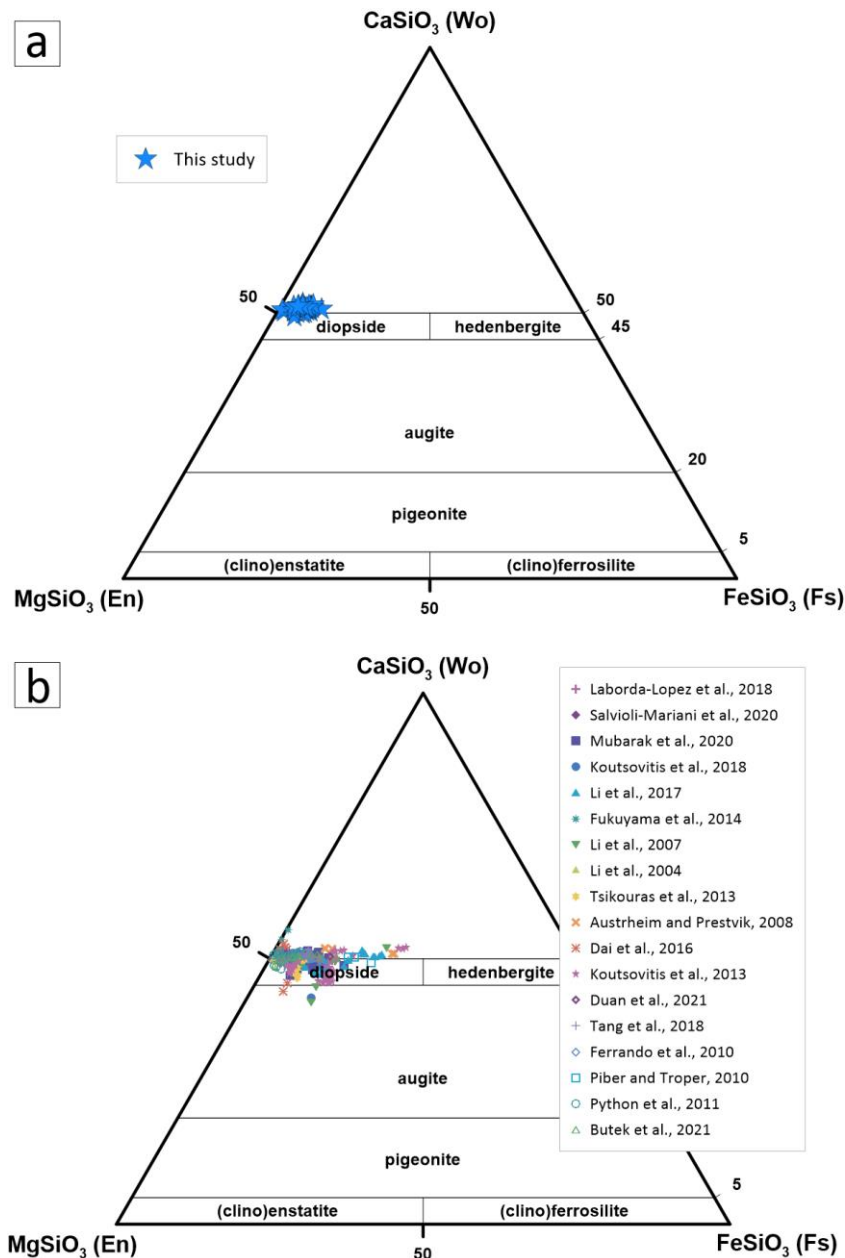 a
CaSiO₃ (Wo)
This study
50
50
diopside
hedenbergite
45
augite
20
pigeonite
5
(clino)enstatite
(clino)ferrosilite
MgSiO₃ (En)
50
FeSiO₃ (Fs)
b
CaSiO₃ (Wo)
Laborda-Lopez et al., 2018
Salvioli-Mariani et al., 2020
Mubarak et al., 2020
Koutsovitis et al., 2018
Li et al., 2017
Fukuyama et al., 2014
Li et al., 2007
Li et al., 2004
Tsikouras et al., 2013
Austrheim and Prestvik, 2008
Dai et al., 2016
Koutsovitis et al., 2013
Duan et al., 2021
Tang et al., 2018
Ferrando et al., 2010
Piber and Troper, 2010
Python et al., 2011
Butek et al., 2021
50
diopside
hedenbergite
augite
pigeonite
5
(clino)enstatite
(clino)ferrosilite
MgSiO₃ (En)
50
FeSiO₃ (Fs)